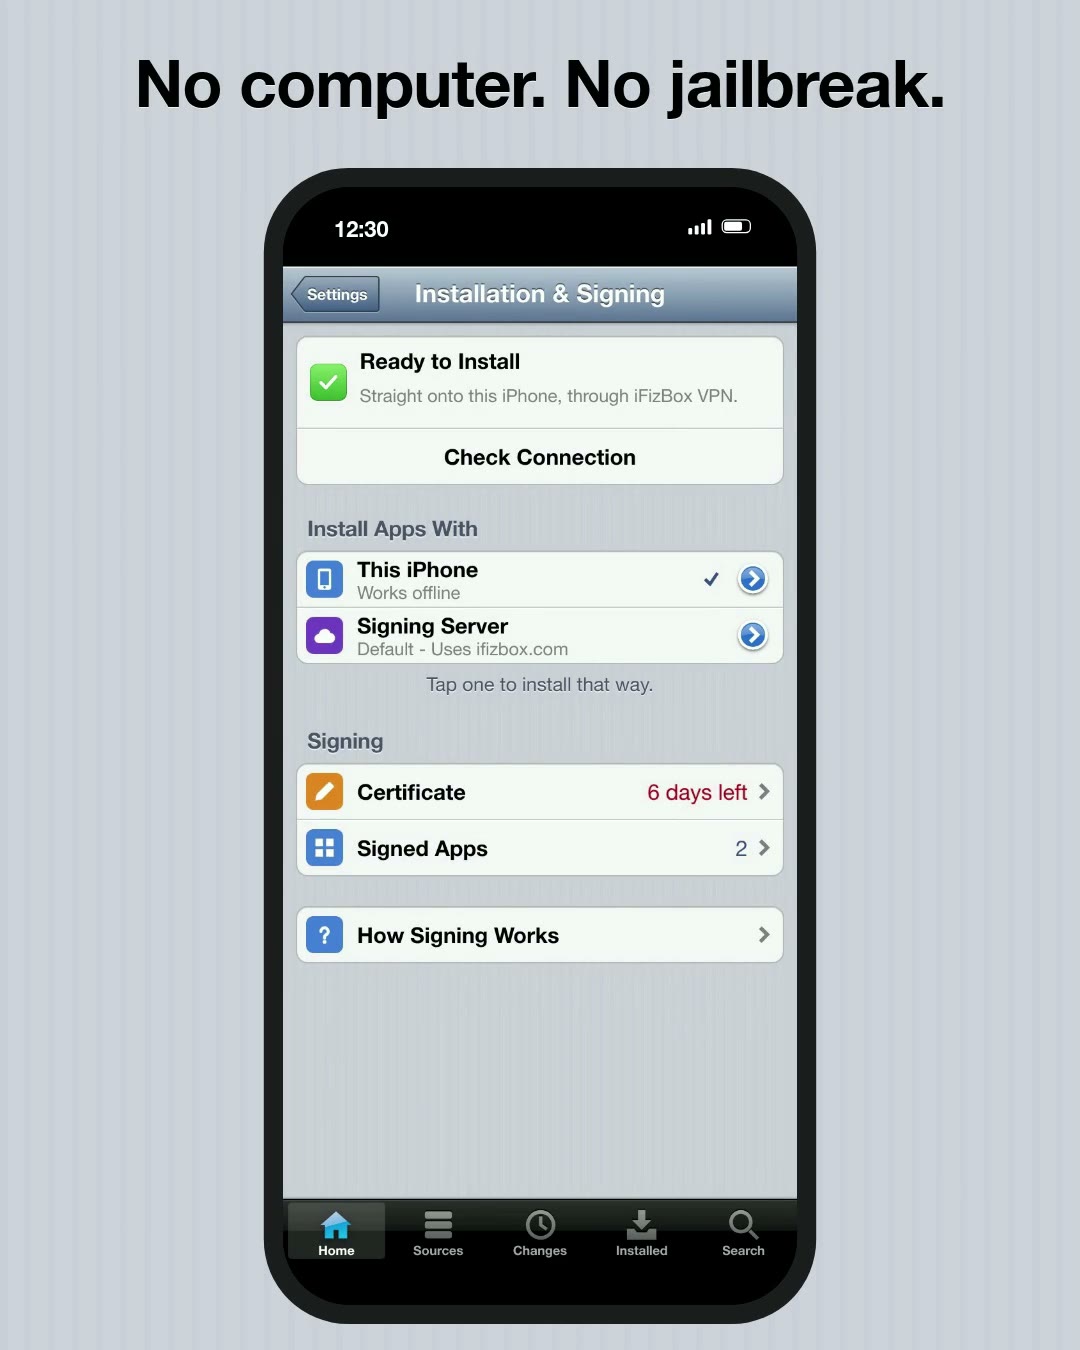 No computer. No jailbreak.
12:30
Settings
Installation & Signing
Ready to Install
Straight onto this iPhone, through iFizBox VPN.
Check Connection
Install Apps With
This iPhone
Works offline
Signing Server
Default - Uses ifizbox.com
Tap one to install that way.
Signing
Certificate
6 days left
Signed Apps
2
?
How Signing Works
Home
Sources
Changes
Installed
Search